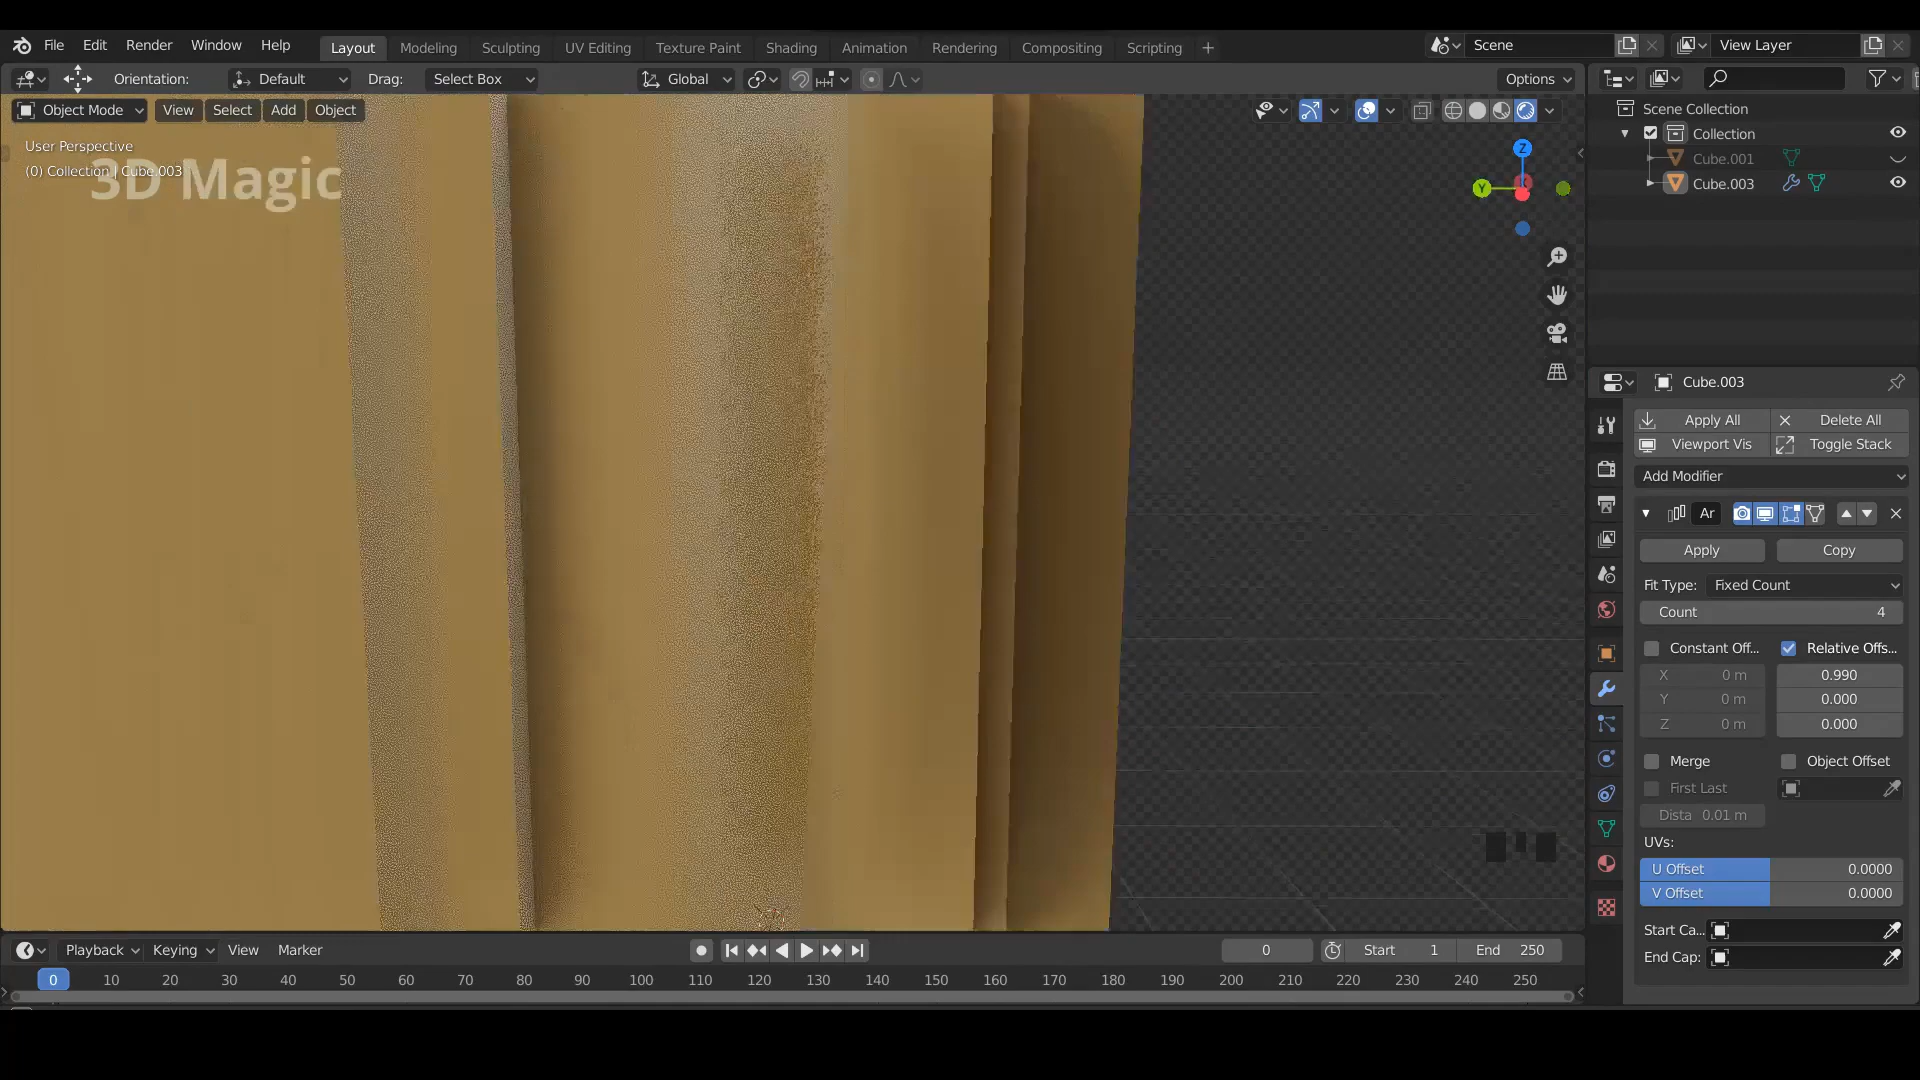 File Edit Render Window Help Layout Modeling Sculpting UV Editing Texture Paint Shading Animation Rendering Compositing Scripting + Scene View Layer
Orientation: Default Drag: Select Box Global Options
Object Mode View Select Add Object
User Perspective
(0) Collection | Cube.003
3D Magic
Z
Y
Scene Collection
Collection
Cube.001
Cube.003
Cube.003
Apply All Delete All
Viewport Vis Toggle Stack
Add Modifier
Ar
Apply Copy
Fit Type: Fixed Count
Count 4
Constant Off... Relative Offs...
X 0 m 0.990
Y 0 m 0.000
Z 0 m 0.000
Merge Object Offset
First Last
Dista 0.01 m
UVs:
U Offset 0.0000
V Offset 0.0000
Start Ca...
End Cap:
Playback Keying View Marker 0 Start 1 End 250
0 10 20 30 40 50 60 70 80 90 100 110 120 130 140 150 160 170 180 190 200 210 220 230 240 250